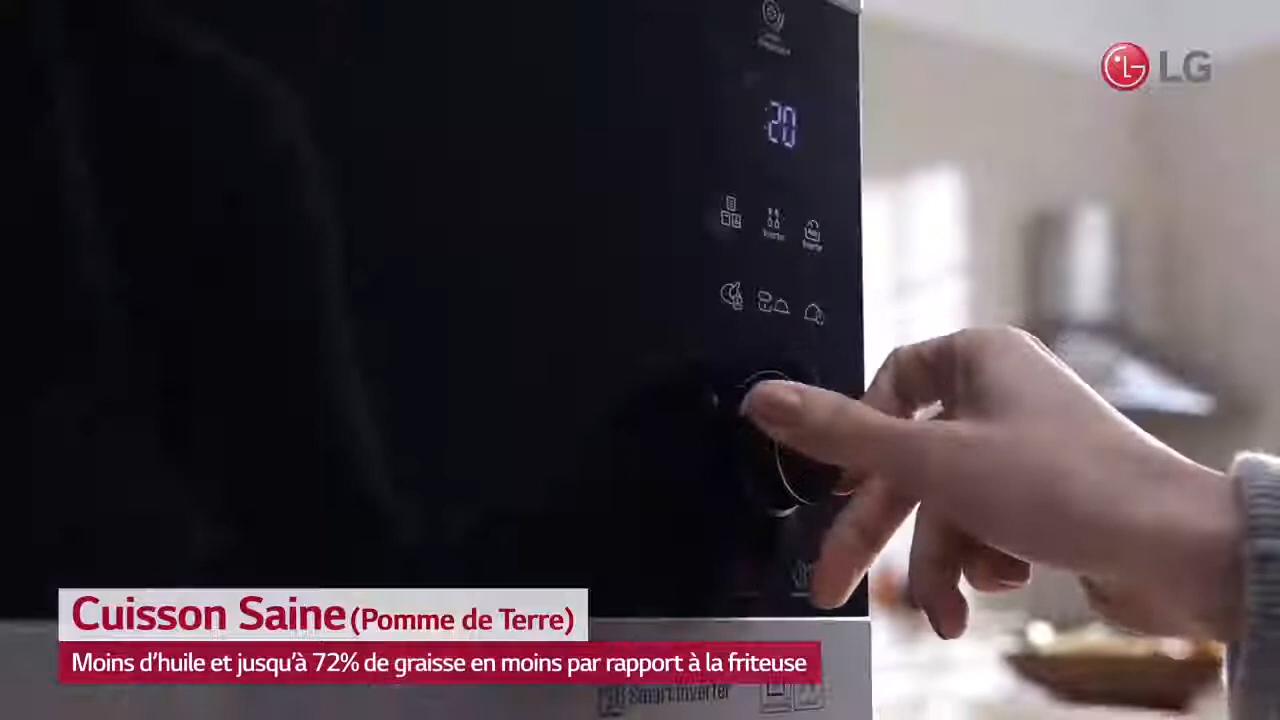 LG
20
Inverter
Cuisson Saine (Pomme de Terre)
Moins d'huile et jusqu'à 72% de graisse en moins par rapport à la friteuse
Smart Inverter